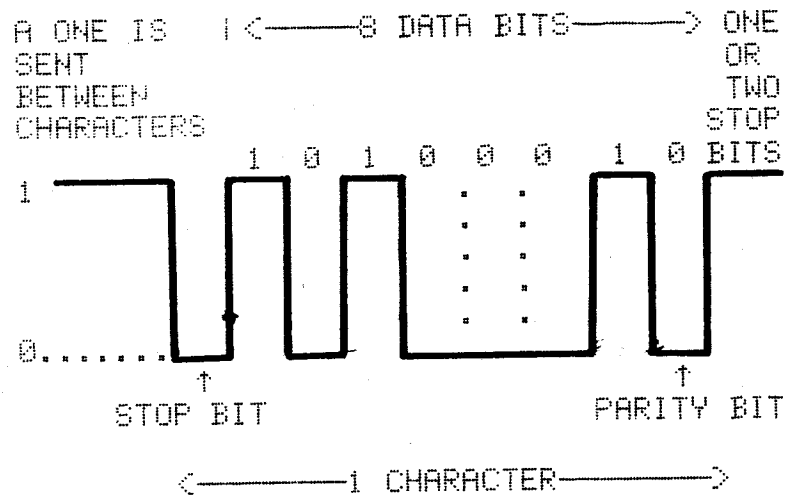 A ONE IS | <———8 DATA BITS———> ONE
SENT OR
BETWEEN TWO
CHARACTERS STOP
1 0 1 0 0 0 1 0 BITS
1
0
↑ ↑
STOP BIT PARITY BIT
<———1 CHARACTER———>